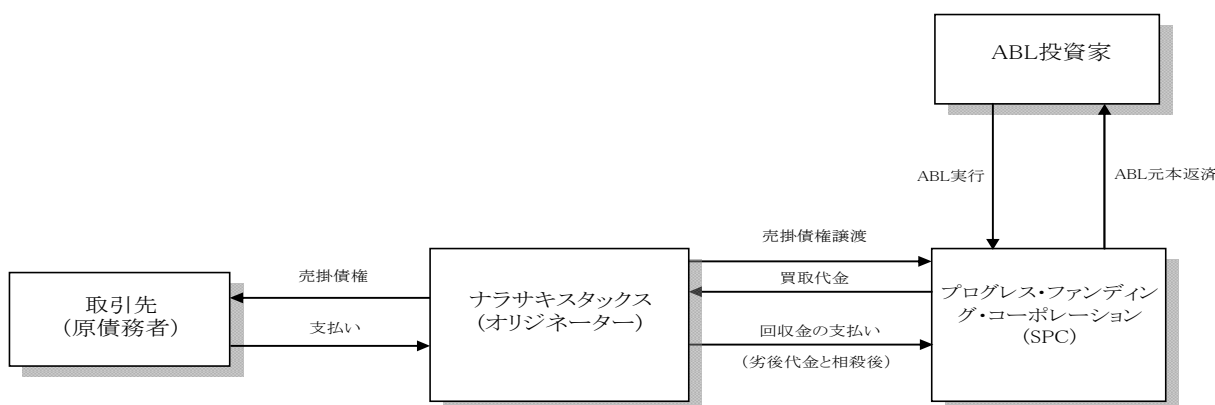 ABL投資家
ABL実行
ABL元本返済
売掛債権譲渡
買取代金
回収金の支払い
(劣後代金と相殺後)
売掛債権
支払い
取引先
(原債務者)
ナラサキスタックス
(オリジネーター)
プログレス・ファンディン
グ・コーポレーション
(SPC)